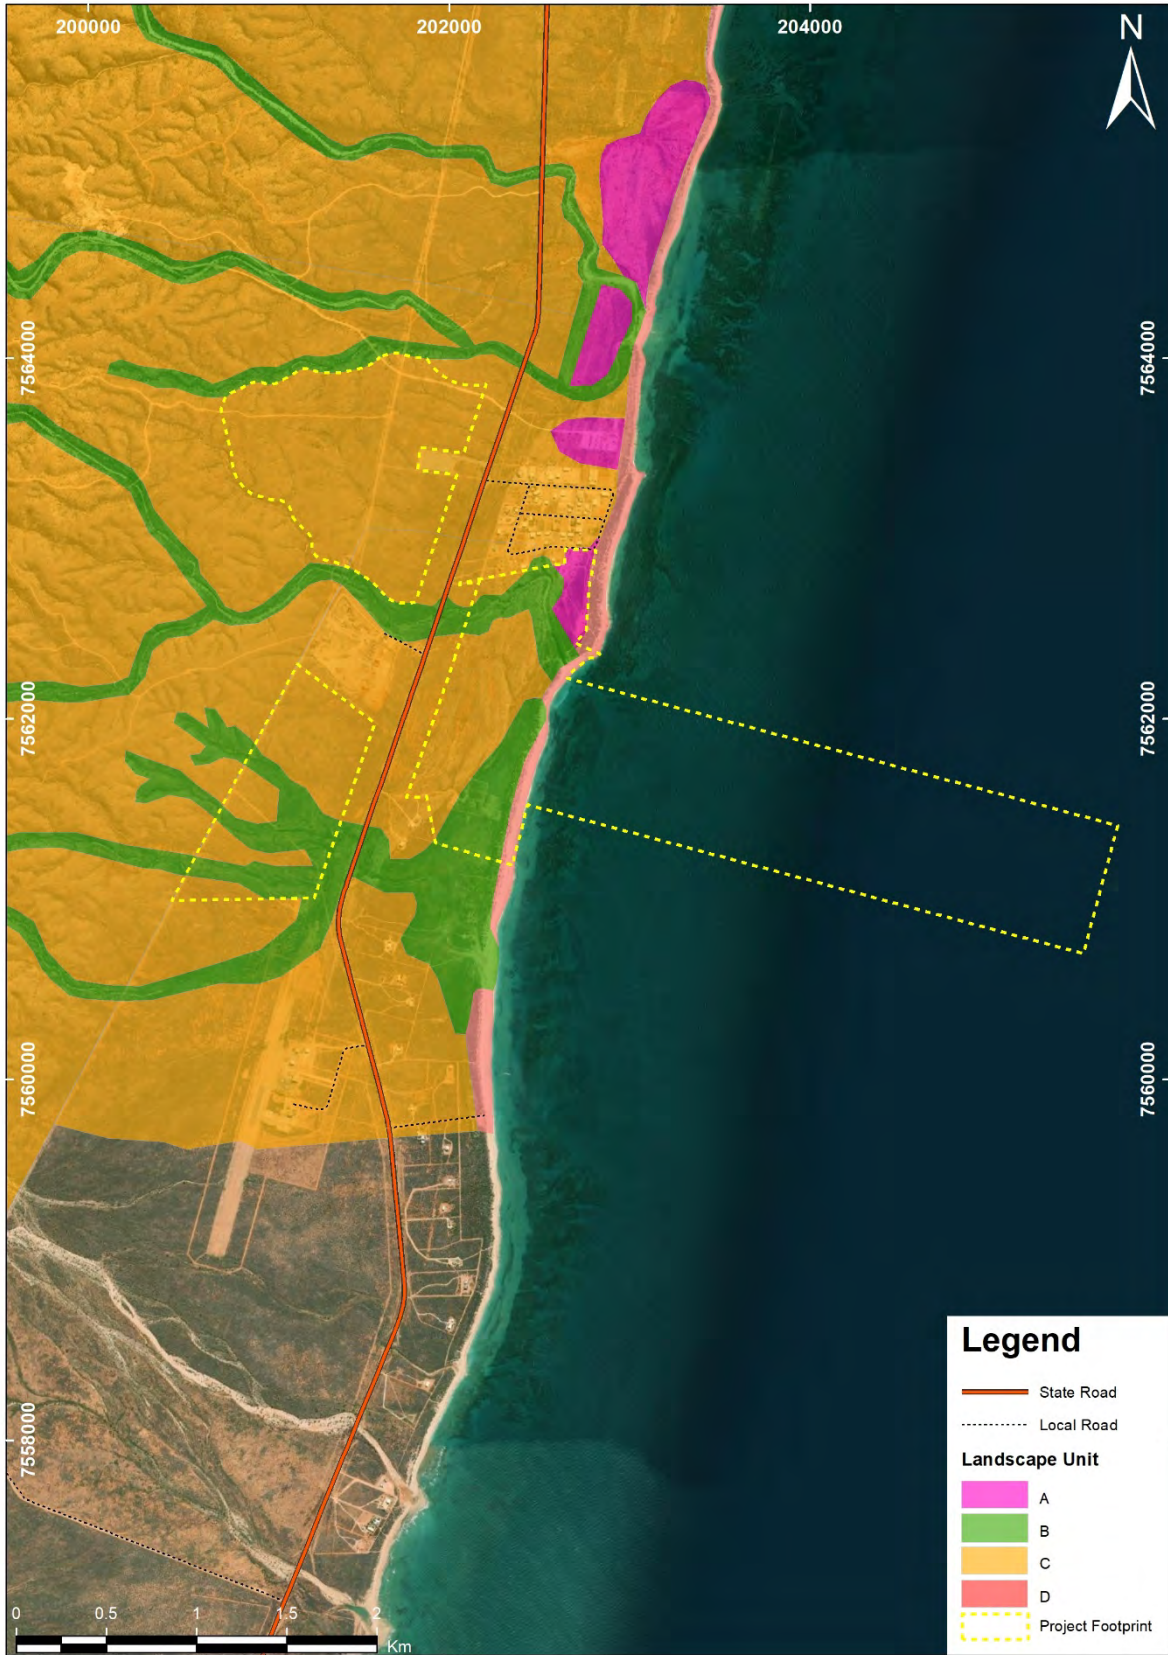 200000
202000
204000
N
7564000
7564000
7562000
7562000
7560000
7560000
7558000
Legend
State Road
Local Road
Landscape Unit
A
B
C
D
Project Footprint
0 0.5 1 1.5 2
Km